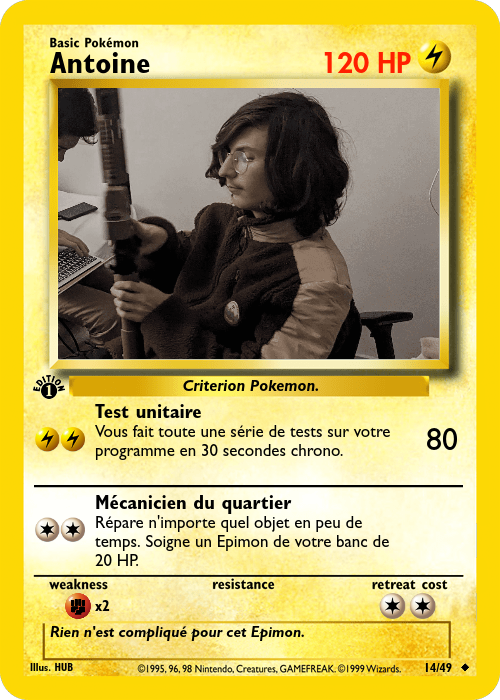 Basic Pokémon
Antoine
120 HP
EDITION
1
Criterion Pokemon.
Test unitaire
Vous fait toute une série de tests sur votre
programme en 30 secondes chrono.
80
Mécanicien du quartier
Répare n'importe quel objet en peu de
temps. Soigne un Epimon de votre banc de
20 HP.
weakness
resistance
retreat cost
x2
Rien n'est compliqué pour cet Epimon.
Illus. HUB
©1995, 96, 98 Nintendo, Creatures, GAMEFREAK. ©1999 Wizards.
14/49